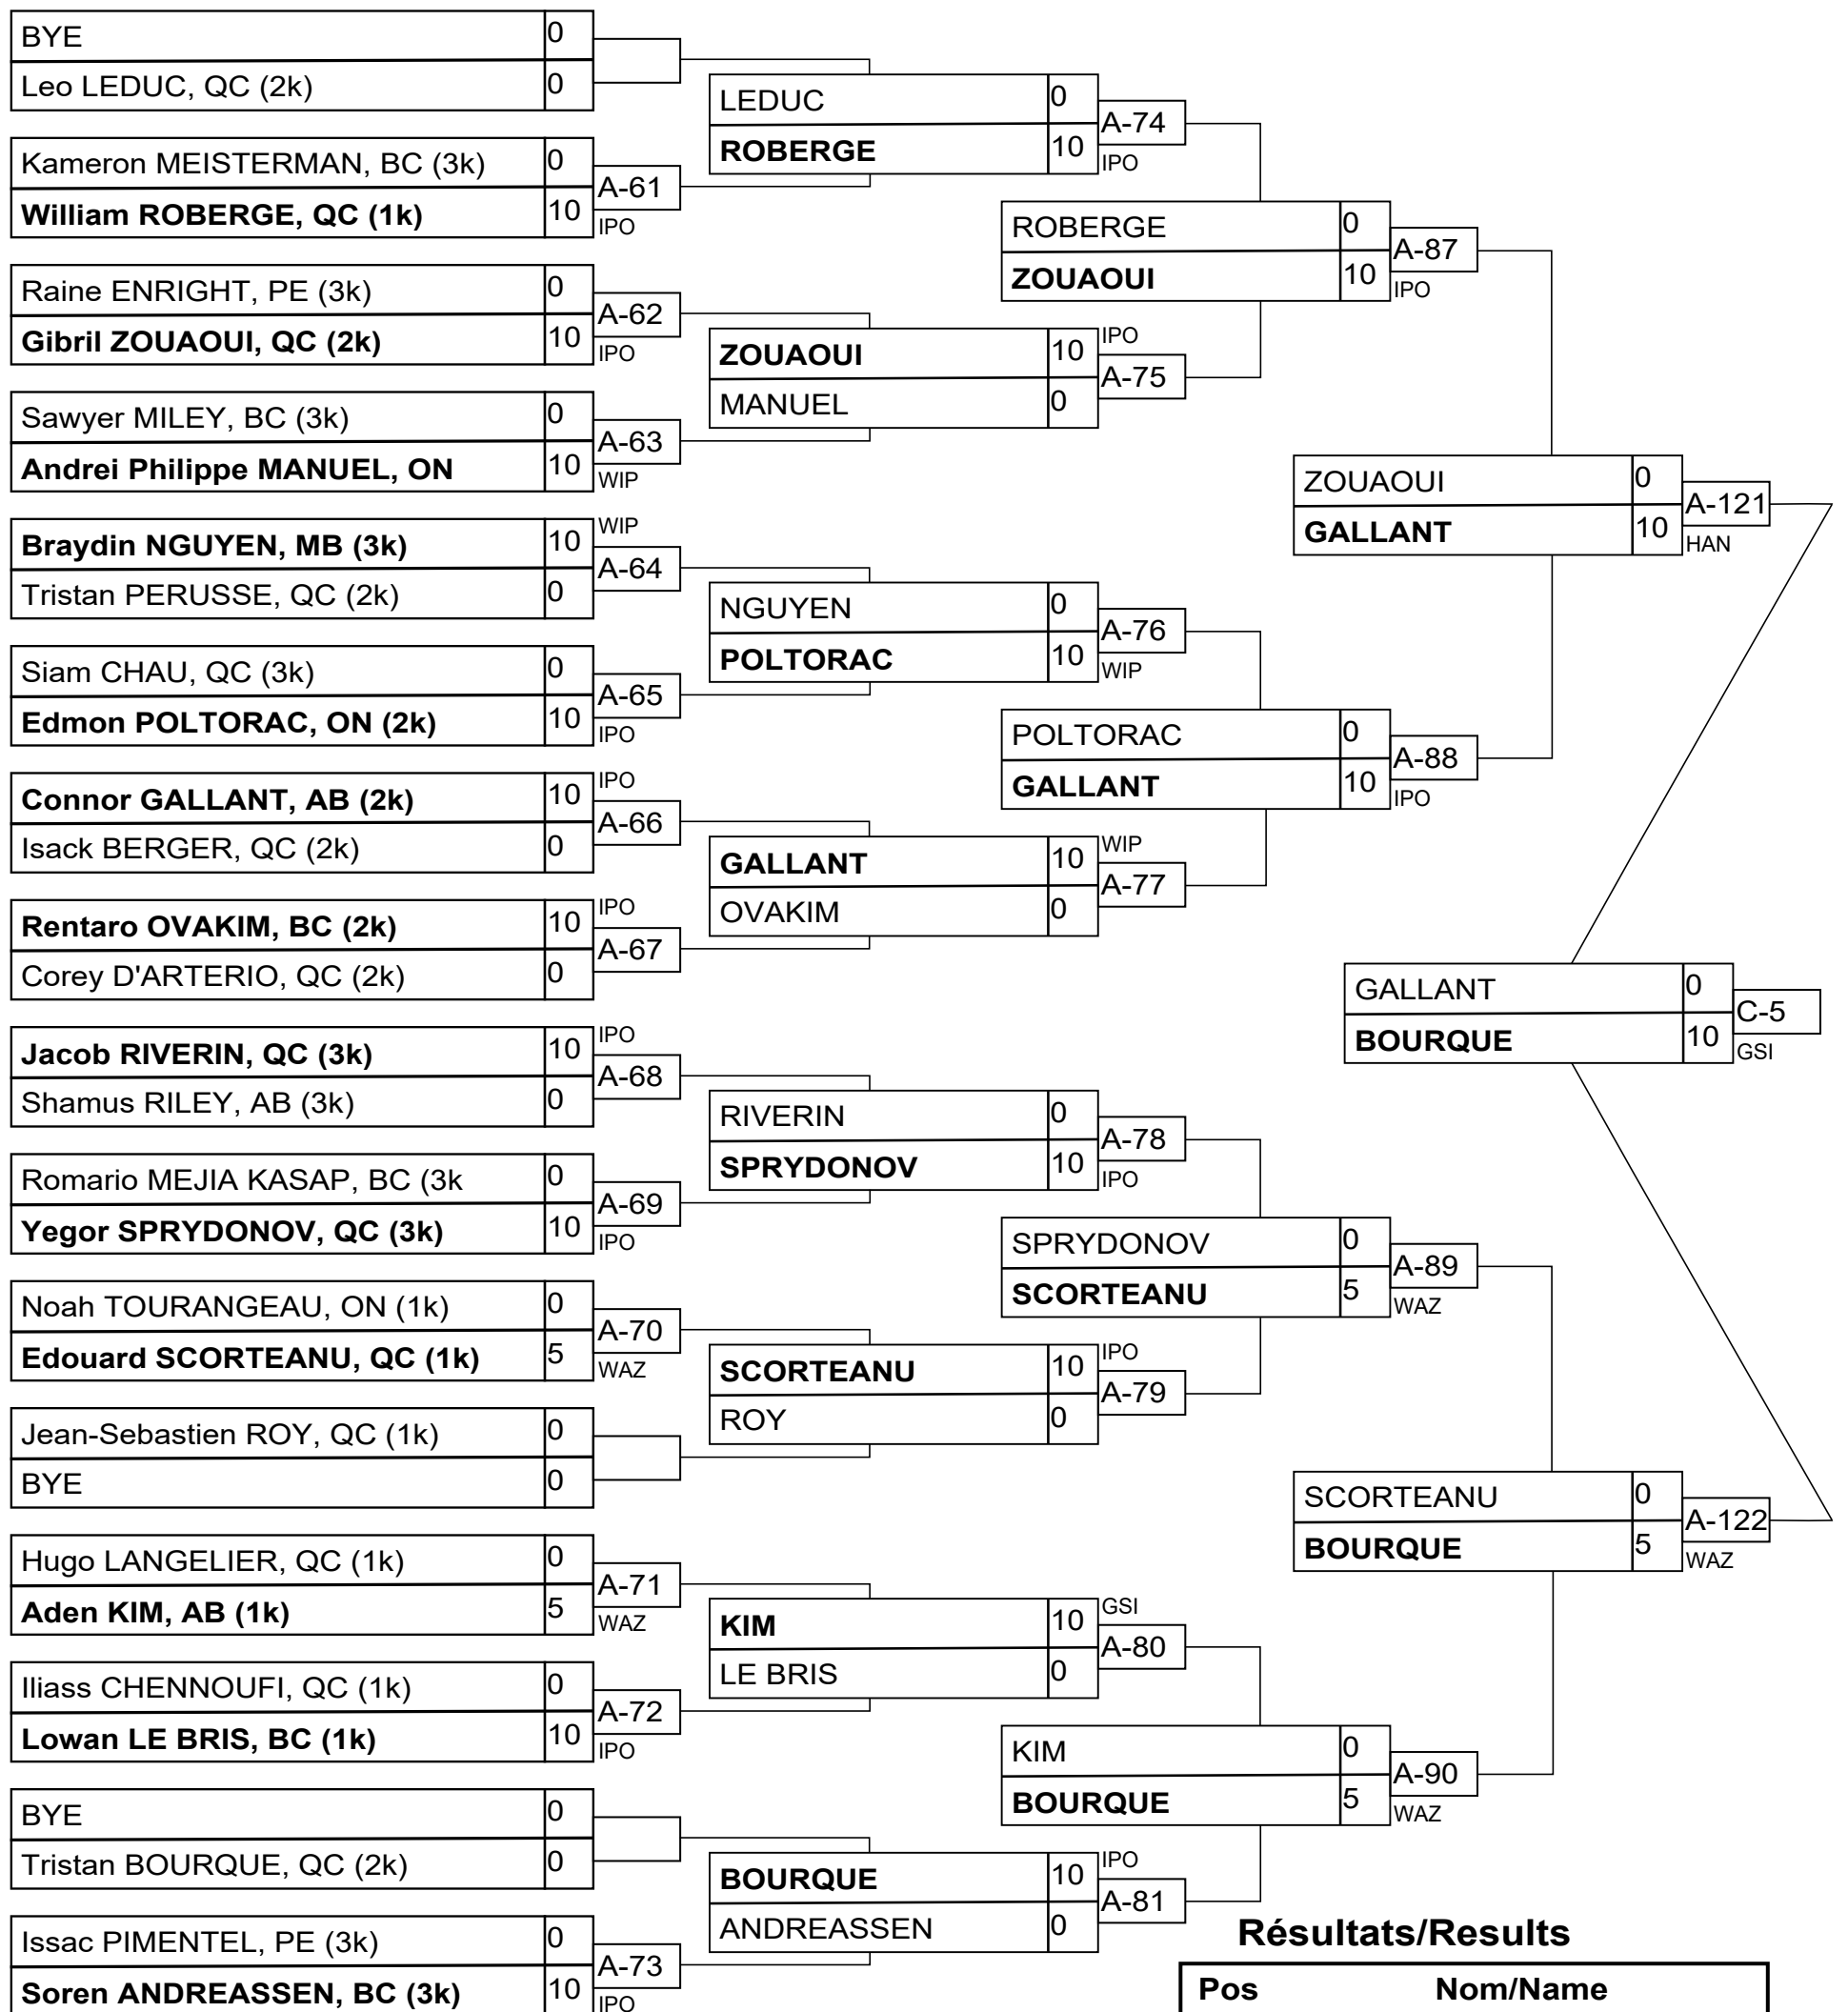 BYE 0
Leo LEDUC, QC (2k) 0
Kameron MEISTERMAN, BC (3k) 0
A-61
William ROBERGE, QC (1k) 10
IPO
Raine ENRIGHT, PE (3k) 0
A-62
Gibril ZOUAOUI, QC (2k) 10
IPO
Sawyer MILEY, BC (3k) 0
A-63
Andrei Philippe MANUEL, ON 10
WIP
WIP
Braydin NGUYEN, MB (3k) 10
A-64
Tristan PERUSSE, QC (2k) 0
Siam CHAU, QC (3k) 0
A-65
Edmon POLTORAC, ON (2k) 10
IPO
IPO
Connor GALLANT, AB (2k) 10
A-66
Isack BERGER, QC (2k) 0
IPO
Rentaro OVAKIM, BC (2k) 10
A-67
Corey D'ARTERIO, QC (2k) 0
IPO
Jacob RIVERIN, QC (3k) 10
A-68
Shamus RILEY, AB (3k) 0
Romario MEJIA KASAP, BC (3k 0
A-69
Yegor SPRYDONOV, QC (3k) 10
IPO
Noah TOURANGEAU, ON (1k) 0
A-70
Edouard SCORTEANU, QC (1k) 5
WAZ
Jean-Sebastien ROY, QC (1k) 0
BYE 0
Hugo LANGELIER, QC (1k) 0
A-71
Aden KIM, AB (1k) 5
WAZ
Iliass CHENNOUFI, QC (1k) 0
A-72
Lowan LE BRIS, BC (1k) 10
IPO
BYE 0
Tristan BOURQUE, QC (2k) 0
Issac PIMENTEL, PE (3k) 0
A-73
Soren ANDREASSEN, BC (3k) 10
IPO
LEDUC 0
A-74
ROBERGE 10
IPO
IPO
ZOUAOUI 10
A-75
MANUEL 0
NGUYEN 0
A-76
POLTORAC 10
WIP
WIP
GALLANT 10
A-77
OVAKIM 0
RIVERIN 0
A-78
SPRYDONOV 10
IPO
IPO
SCORTEANU 10
A-79
ROY 0
GSI
KIM 10
A-80
LE BRIS 0
IPO
BOURQUE 10
A-81
ANDREASSEN 0
ROBERGE 0
A-87
ZOUAOUI 10
IPO
POLTORAC 0
A-88
GALLANT 10
IPO
SPRYDONOV 0
A-89
SCORTEANU 5
WAZ
KIM 0
A-90
BOURQUE 5
WAZ
ZOUAOUI 0
A-121
GALLANT 10
HAN
SCORTEANU 0
A-122
BOURQUE 5
WAZ
GALLANT 0
C-5
BOURQUE 10
GSI
Résultats/Results
Pos Nom/Name